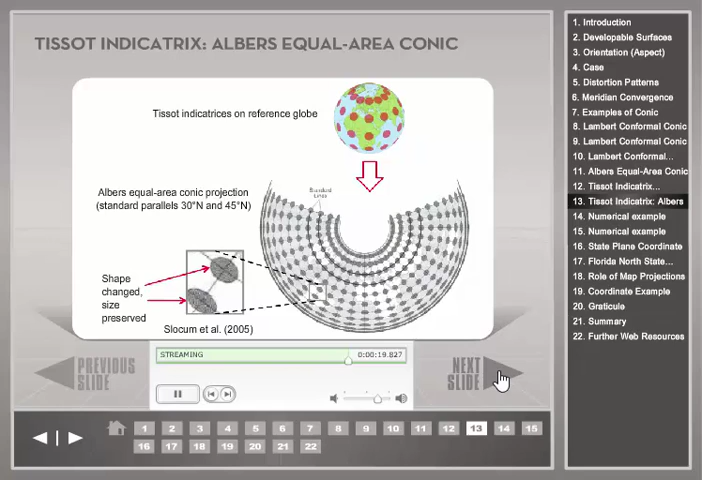 TISSOT INDICATRIX: ALBERS EQUAL-AREA CONIC
Tissot indicatrices on reference globe
Albers equal-area conic projection
(standard parallels 30°N and 45°N)
Standard
Lines
Shape
changed,
size
preserved
Slocum et al. (2005)
PREVIOUS
SLIDE
STREAMING
0:00:19.827
NEXT
SLIDE
1 2 3 4 5 6 7 8 9 10 11 12 13 14 15
16 17 18 19 20 21 22
1. Introduction
2. Developable Surfaces
3. Orientation (Aspect)
4. Case
5. Distortion Patterns
6. Meridian Convergence
7. Examples of Conic
8. Lambert Conformal Conic
9. Lambert Conformal Conic
10. Lambert Conformal...
11. Albers Equal-Area Conic
12. Tissot Indicatrix...
13. Tissot Indicatrix: Albers
14. Numerical example
15. Numerical example
16. State Plane Coordinate
17. Florida North State...
18. Role of Map Projections
19. Coordinate Example
20. Graticule
21. Summary
22. Further Web Resources